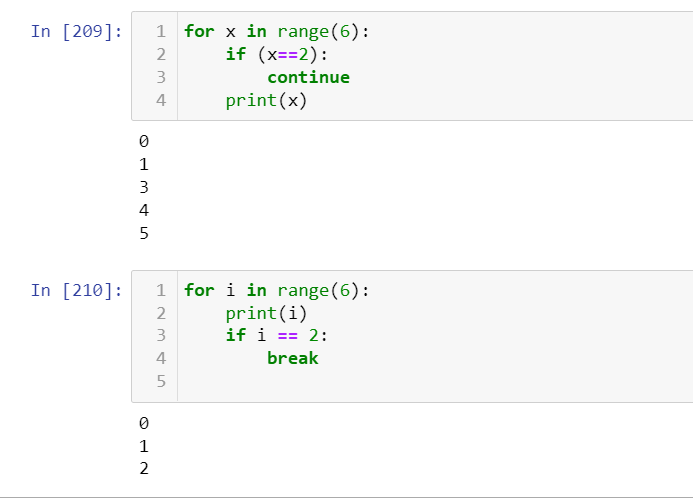 In [209]: 1 for x in range(6):
2     if (x==2):
3         continue
4     print(x)
0
1
3
4
5
In [210]: 1 for i in range(6):
2     print(i)
3     if i == 2:
4         break
5
0
1
2